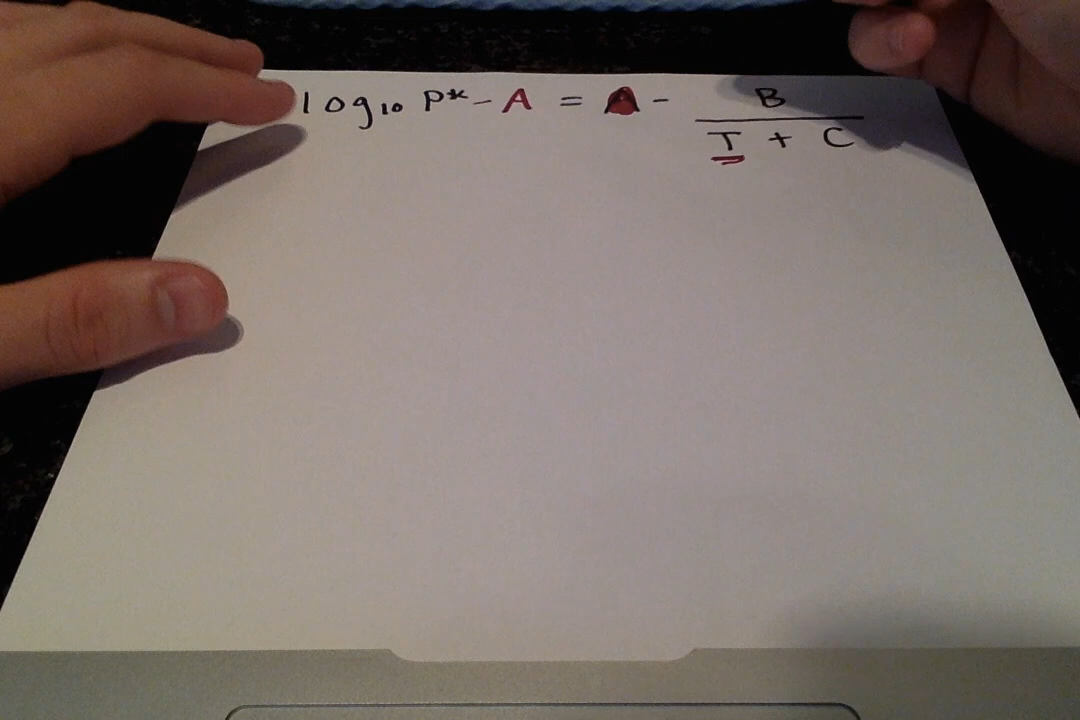 log₁₀ P* - A = A - B
T + C